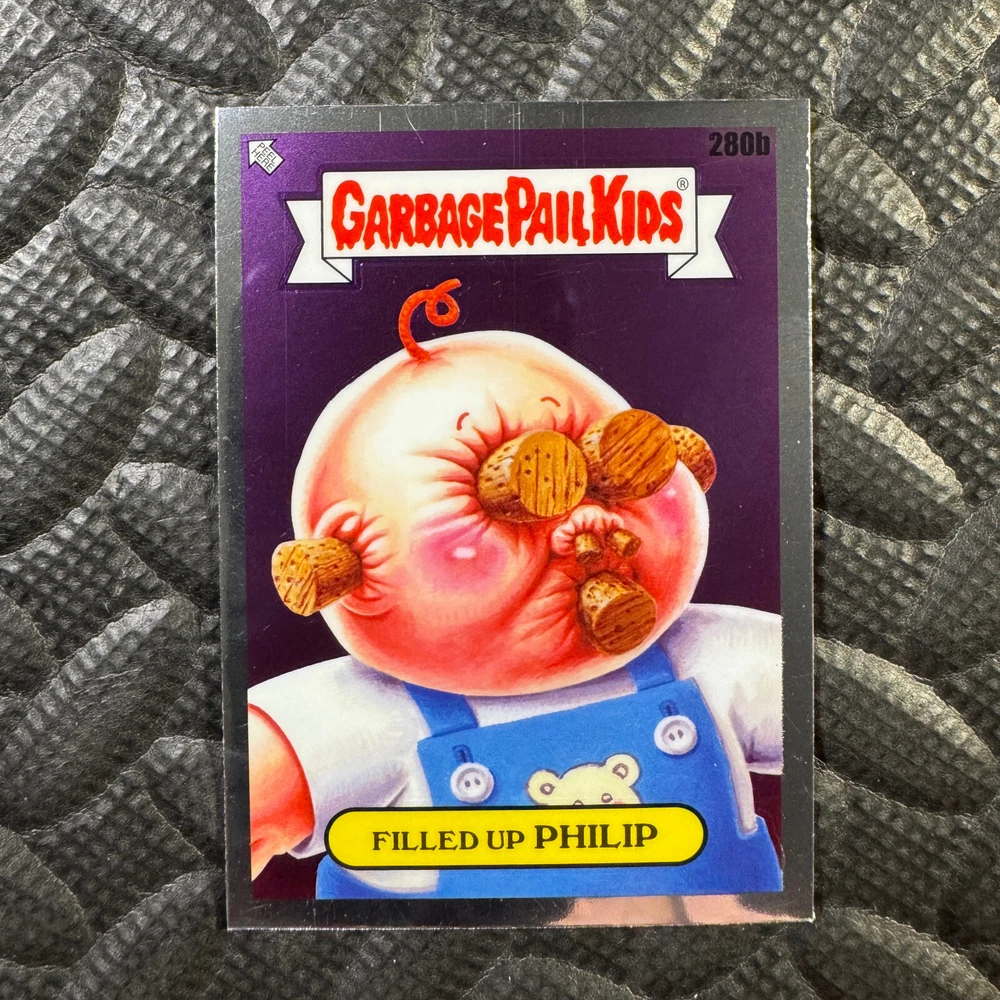 280b
PEEL HERE
GARBAGE PAIL KIDS®
FILLED UP PHILIP